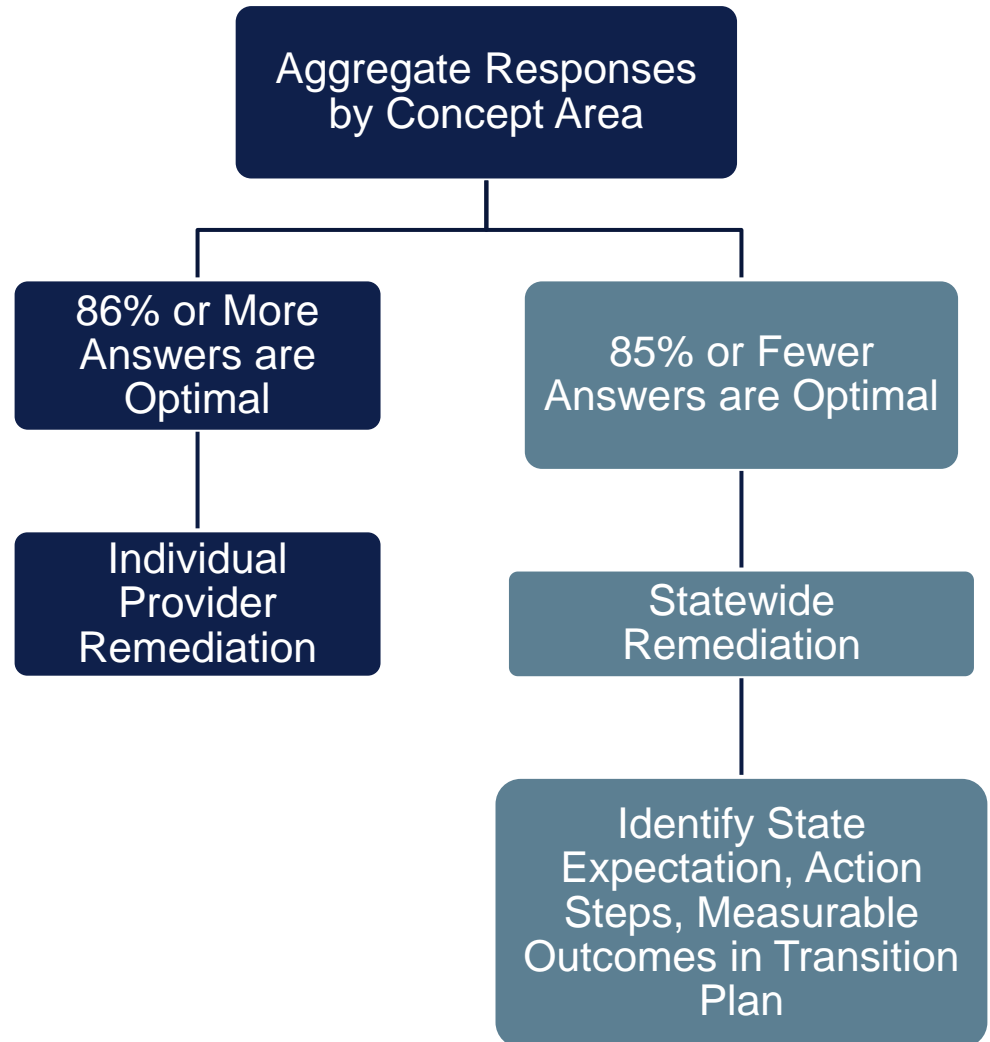 Aggregate Responses
by Concept Area
86% or More
Answers are
Optimal
85% or Fewer
Answers are Optimal
Individual
Provider
Remediation
Statewide
Remediation
Identify State
Expectation, Action
Steps, Measurable
Outcomes in Transition
Plan